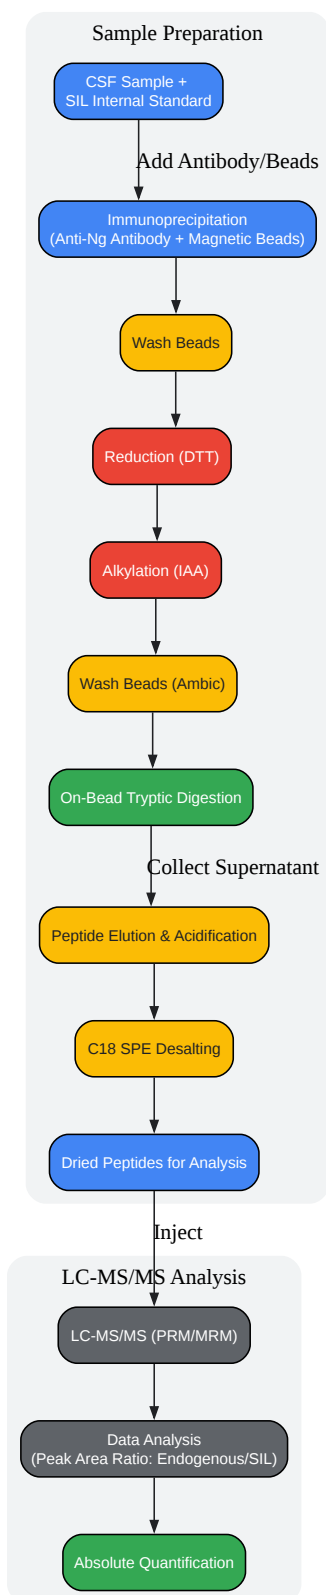 Sample Preparation
CSF Sample +
SIL Internal Standard
Add Antibody/Beads
Immunoprecipitation
(Anti-Ng Antibody + Magnetic Beads)
Wash Beads
Reduction (DTT)
Alkylation (IAA)
Wash Beads (Ambic)
On-Bead Tryptic Digestion
Collect Supernatant
Peptide Elution & Acidification
C18 SPE Desalting
Dried Peptides for Analysis
Inject
LC-MS/MS Analysis
LC-MS/MS (PRM/MRM)
Data Analysis
(Peak Area Ratio: Endogenous/SIL)
Absolute Quantification